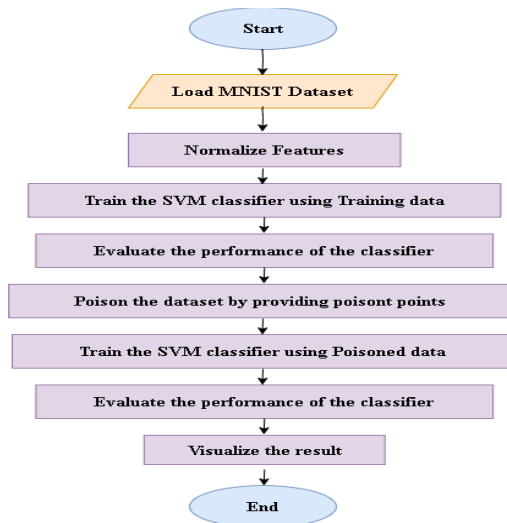 Start
Load MNIST Dataset
Normalize Features
Train the SVM classifier using Training data
Evaluate the performance of the classifier
Poison the dataset by providing poisont points
Train the SVM classifier using Poisoned data
Evaluate the performance of the classifier
Visualize the result
End